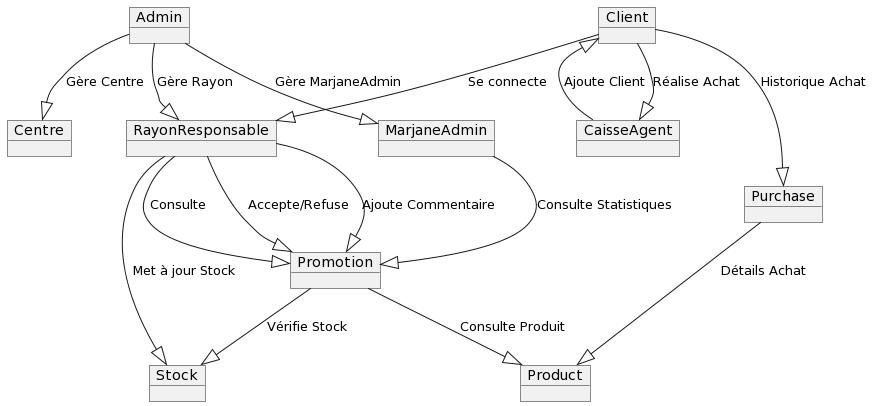 Admin
Client
Gère Centre
Gère Rayon
Gère MarjaneAdmin
Se connecte
Ajoute Client
Réalise Achat
Historique Achat
Centre
RayonResponsable
MarjaneAdmin
CaisseAgent
Purchase
Consulte
Accepte/Refuse
Ajoute Commentaire
Consulte Statistiques
Promotion
Met à jour Stock
Détails Achat
Vérifie Stock
Consulte Produit
Stock
Product